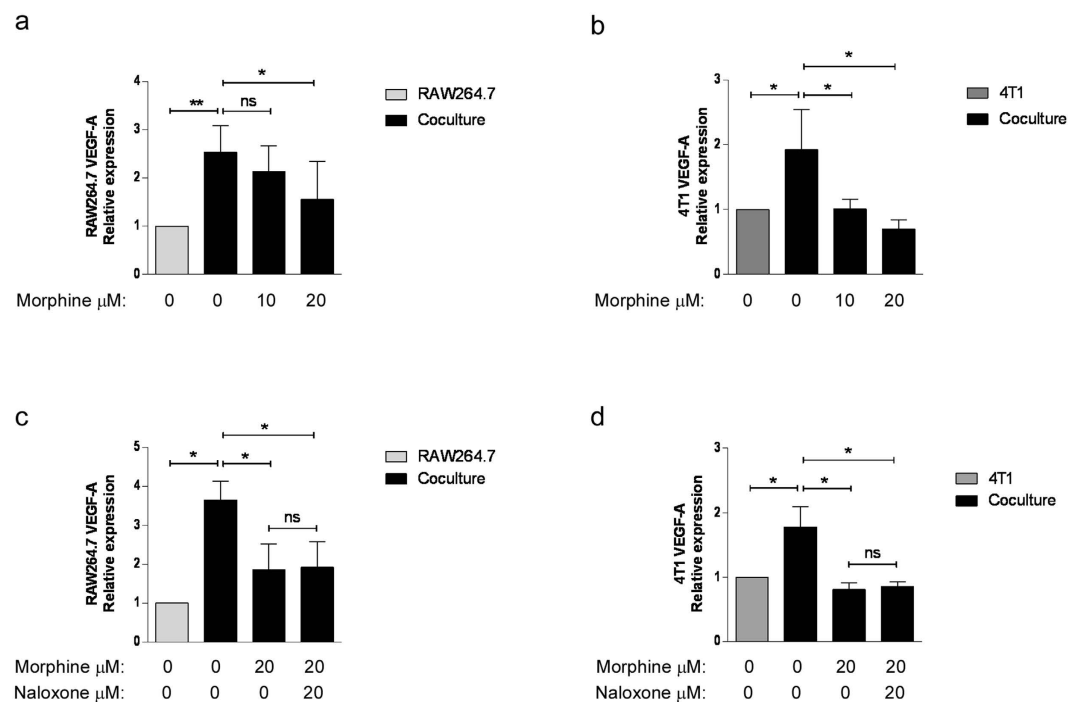 a
RAW264.7 VEGF-A
Relative expression
4
3
2
1
0
**
ns
*
RAW264.7
Coculture
Morphine µM: 0 0 10 20
b
4T1 VEGF-A
Relative expression
3
2
1
0
*
*
*
4T1
Coculture
Morphine µM: 0 0 10 20
c
RAW264.7 VEGF-A
Relative expression
5
4
3
2
1
0
*
*
*
ns
RAW264.7
Coculture
Morphine µM: 0 0 20 20
Naloxone µM: 0 0 0 20
d
4T1 VEGF-A
Relative expression
3
2
1
0
*
*
*
ns
4T1
Coculture
Morphine µM: 0 0 20 20
Naloxone µM: 0 0 0 20